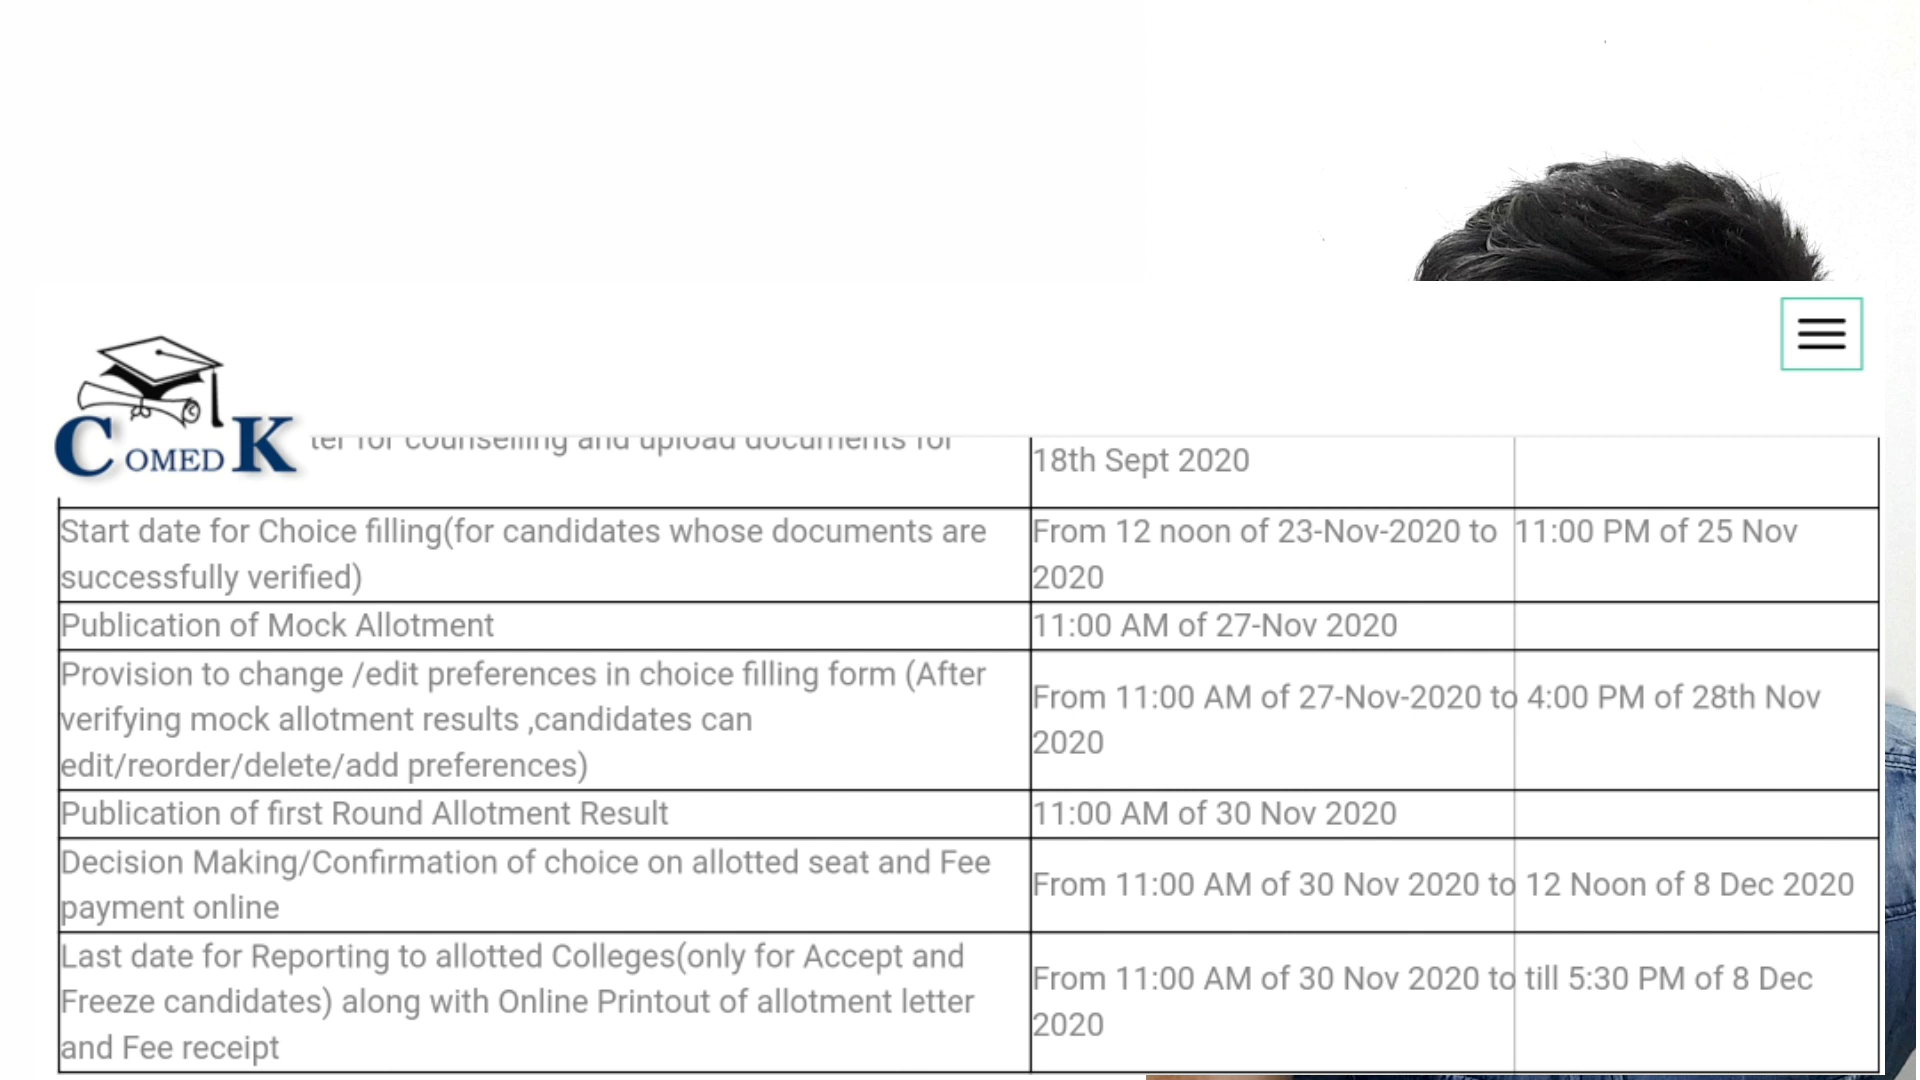 COMEDK
ter for counselling and upload documents for
18th Sept 2020
Start date for Choice filling(for candidates whose documents are
successfully verified)
From 12 noon of 23-Nov-2020 to 11:00 PM of 25 Nov
2020
Publication of Mock Allotment
11:00 AM of 27-Nov 2020
Provision to change /edit preferences in choice filling form (After
verifying mock allotment results ,candidates can
edit/reorder/delete/add preferences)
From 11:00 AM of 27-Nov-2020 to 4:00 PM of 28th Nov
2020
Publication of first Round Allotment Result
11:00 AM of 30 Nov 2020
Decision Making/Confirmation of choice on allotted seat and Fee
payment online
From 11:00 AM of 30 Nov 2020 to 12 Noon of 8 Dec 2020
Last date for Reporting to allotted Colleges(only for Accept and
Freeze candidates) along with Online Printout of allotment letter
and Fee receipt
From 11:00 AM of 30 Nov 2020 to till 5:30 PM of 8 Dec
2020